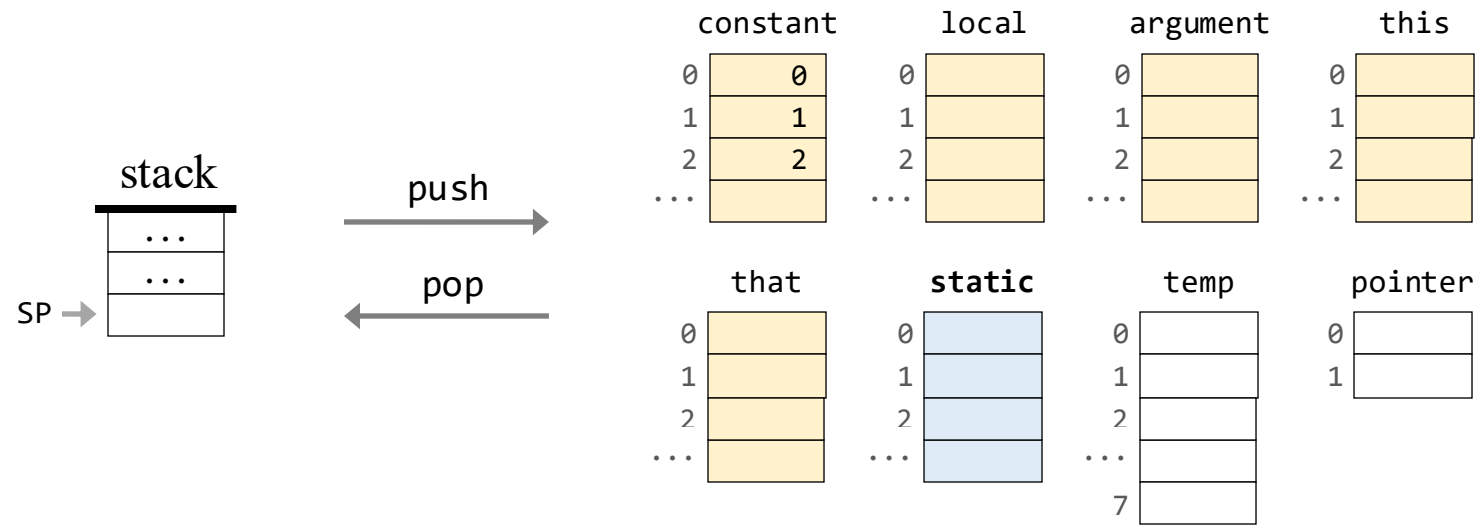 constant local argument this
0 0 0 0 0
1 1 1 1 1
2 2 2 2 2
... ... ... ...
stack
...
...
SP
push
pop
that static temp pointer
0 0 0 0
1 1 1 1
2 2 2
... ... ...
7